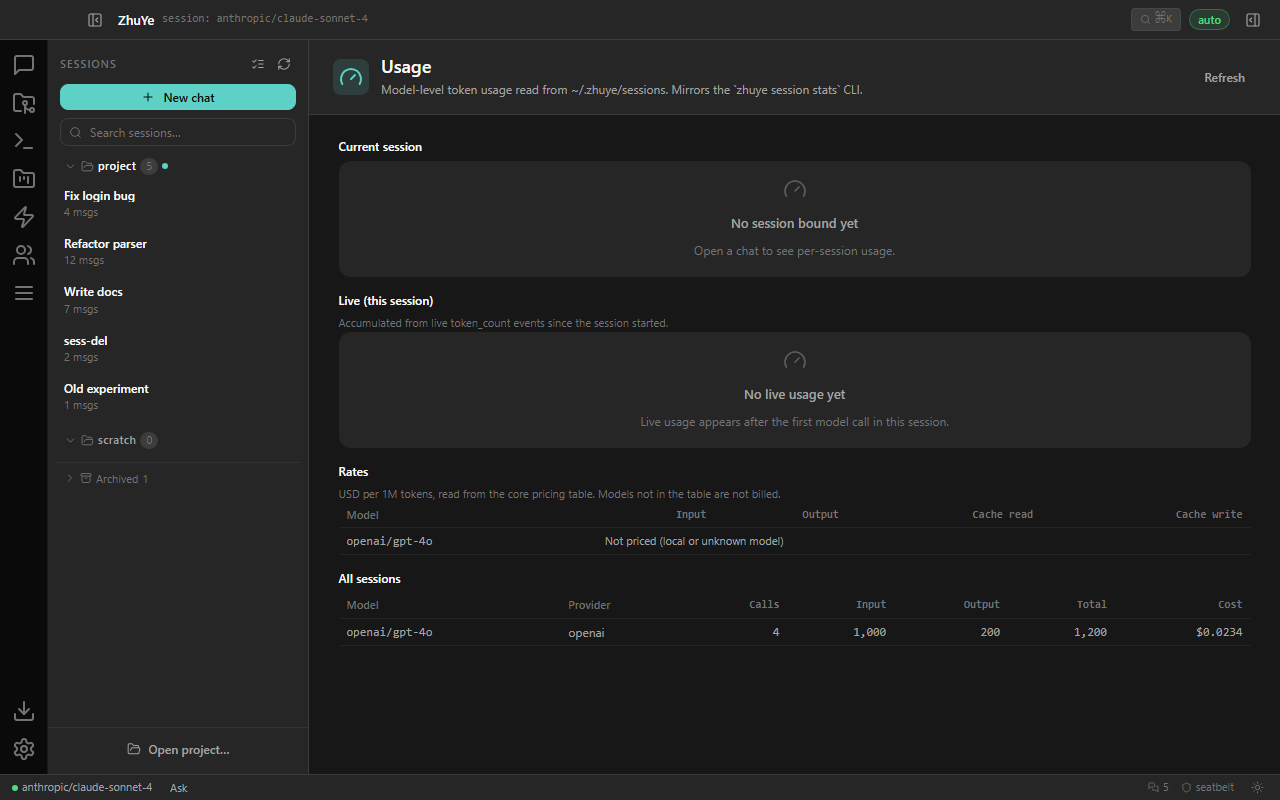 ZhuYe session: anthropic/claude-sonnet-4
⌘K
auto
SESSIONS
New chat
Search sessions...
project 5
Fix login bug
4 msgs
Refactor parser
12 msgs
Write docs
7 msgs
sess-del
2 msgs
Old experiment
1 msgs
scratch 0
Archived 1
Open project...
Usage
Model-level token usage read from ~/.zhuye/sessions. Mirrors the `zhuye session stats` CLI.
Refresh
Current session
No session bound yet
Open a chat to see per-session usage.
Live (this session)
Accumulated from live token_count events since the session started.
No live usage yet
Live usage appears after the first model call in this session.
Rates
USD per 1M tokens, read from the core pricing table. Models not in the table are not billed.
Model Input Output Cache read Cache write
openai/gpt-4o Not priced (local or unknown model)
All sessions
Model Provider Calls Input Output Total Cost
openai/gpt-4o openai 4 1,000 200 1,200 $0.0234
anthropic/claude-sonnet-4 Ask
5 seatbelt